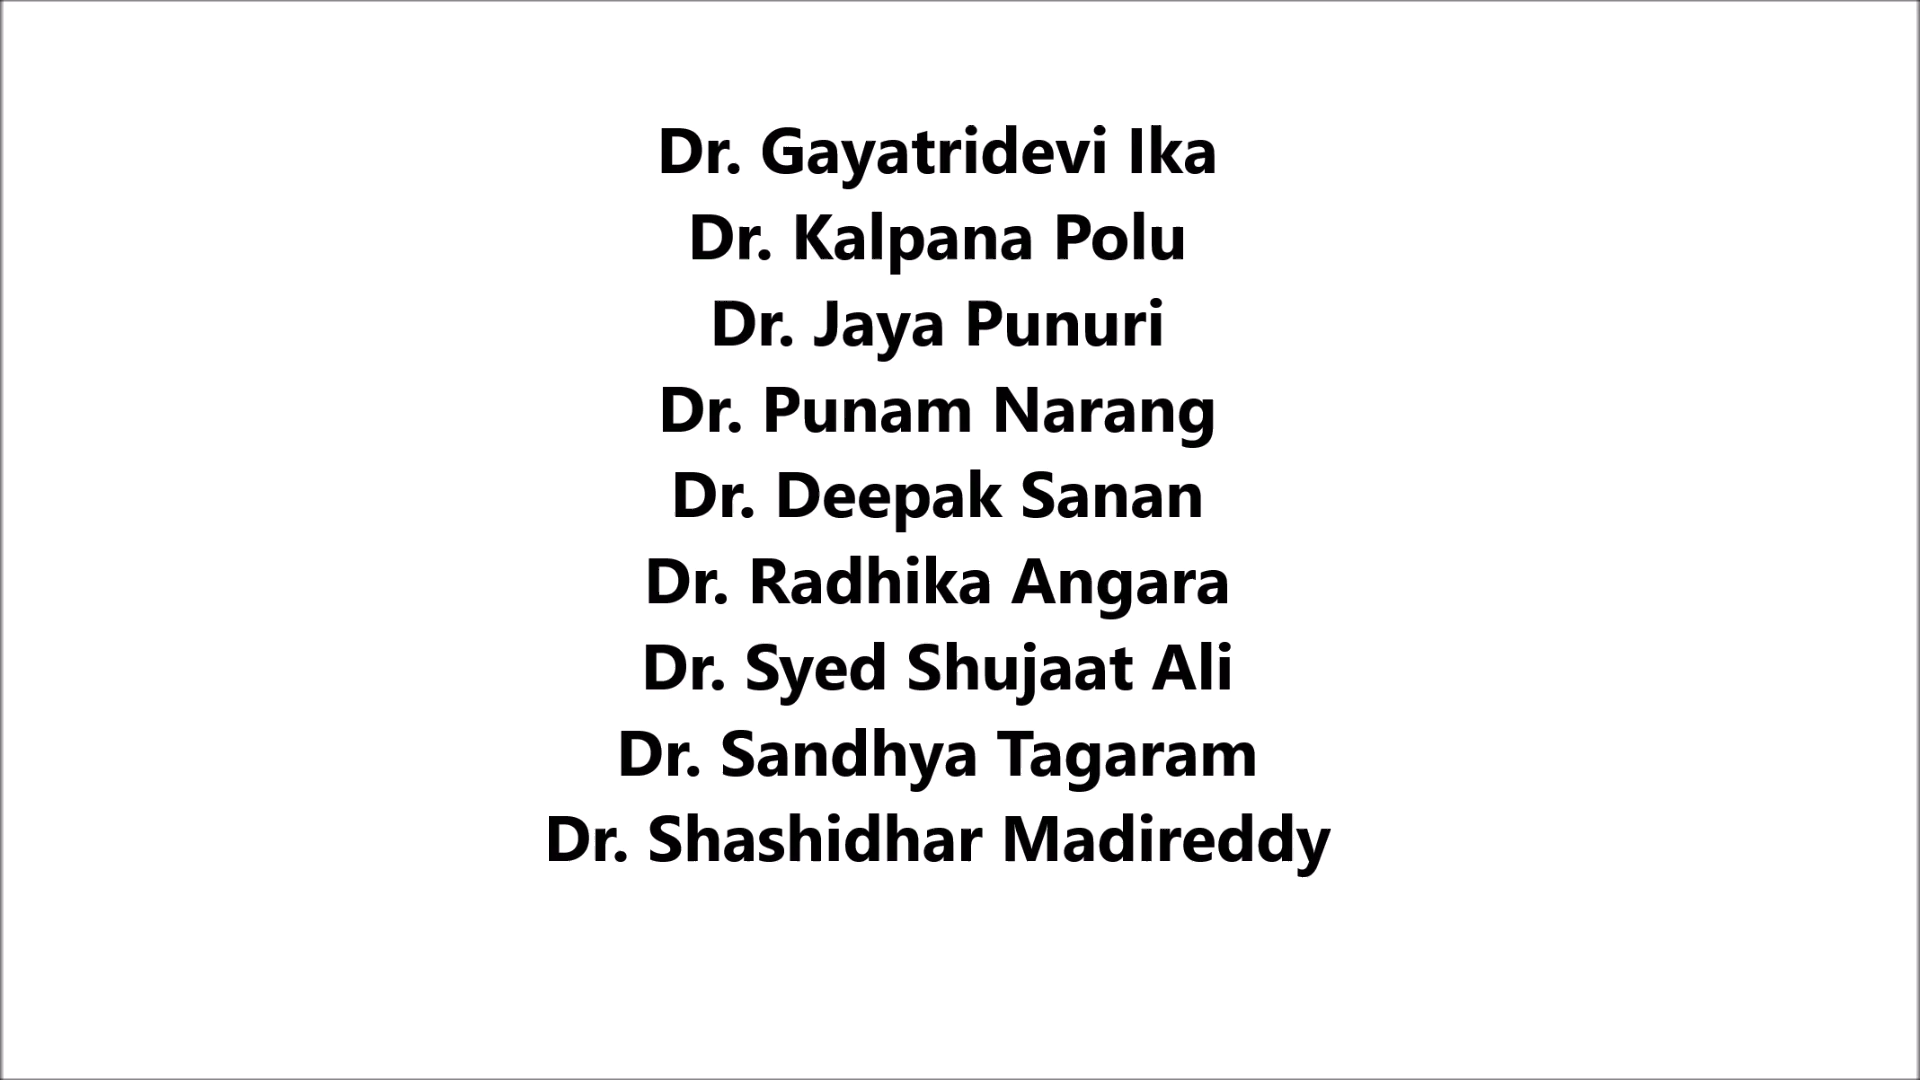 Dr. Gayatridevi Ika
Dr. Kalpana Polu
Dr. Jaya Punuri
Dr. Punam Narang
Dr. Deepak Sanan
Dr. Radhika Angara
Dr. Syed Shujaat Ali
Dr. Sandhya Tagaram
Dr. Shashidhar Madireddy